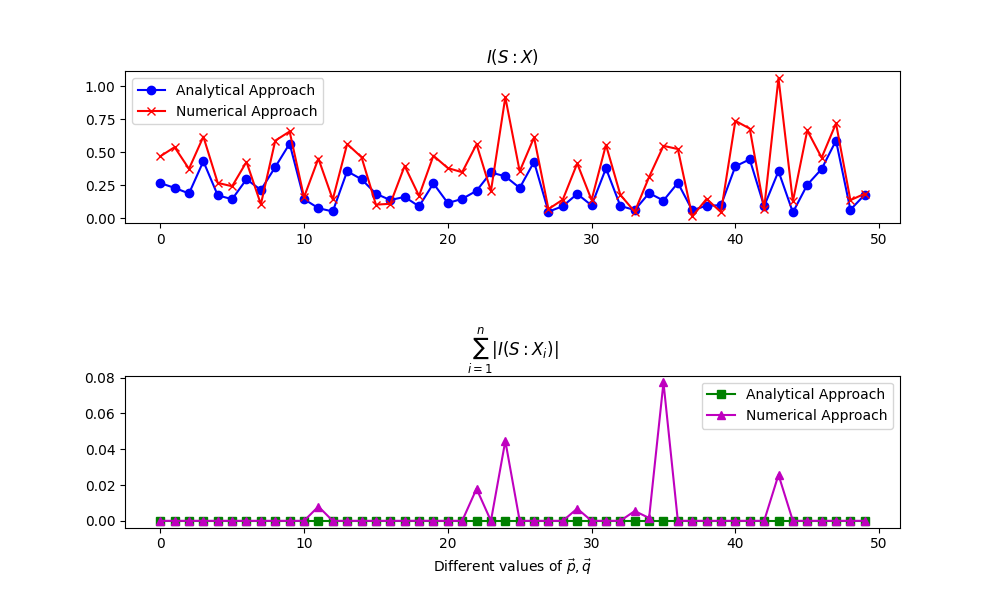 I(S : X)
1.00
0.75
0.50
0.25
0.00
Analytical Approach
Numerical Approach
0 10 20 30 40 50
n
∑ |I(S : Xᵢ)|
i=1
0.08
0.06
0.04
0.02
0.00
Analytical Approach
Numerical Approach
0 10 20 30 40 50
Different values of p⃗, q⃗